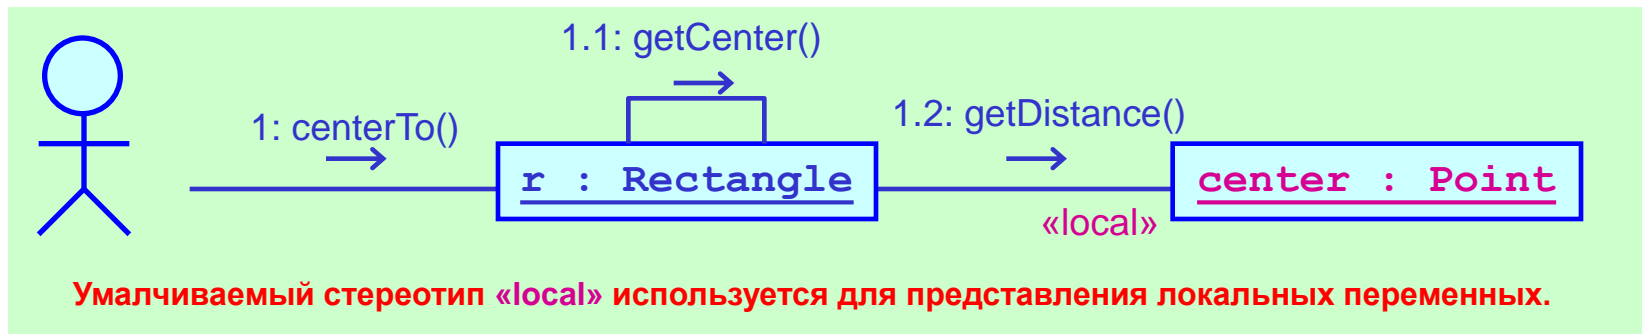 1.1: getCenter()
1: centerTo()
1.2: getDistance()
r : Rectangle
center : Point
«local»
Умалчиваемый стереотип «local» используется для представления локальных переменных.